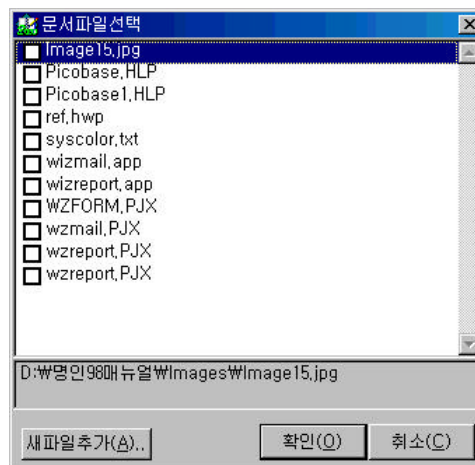 문서파일선택
Image15.jpg
Picobase.HLP
Picobase1.HLP
ref.hwp
syscolor.txt
wizmail.app
wizreport.app
WZFORM.PJX
wzmail.PJX
wzreport.PJX
wzreport.PJX
D:₩명인98매뉴얼₩Images₩Image15.jpg
새파일추가(A).. 확인(O) 취소(C)